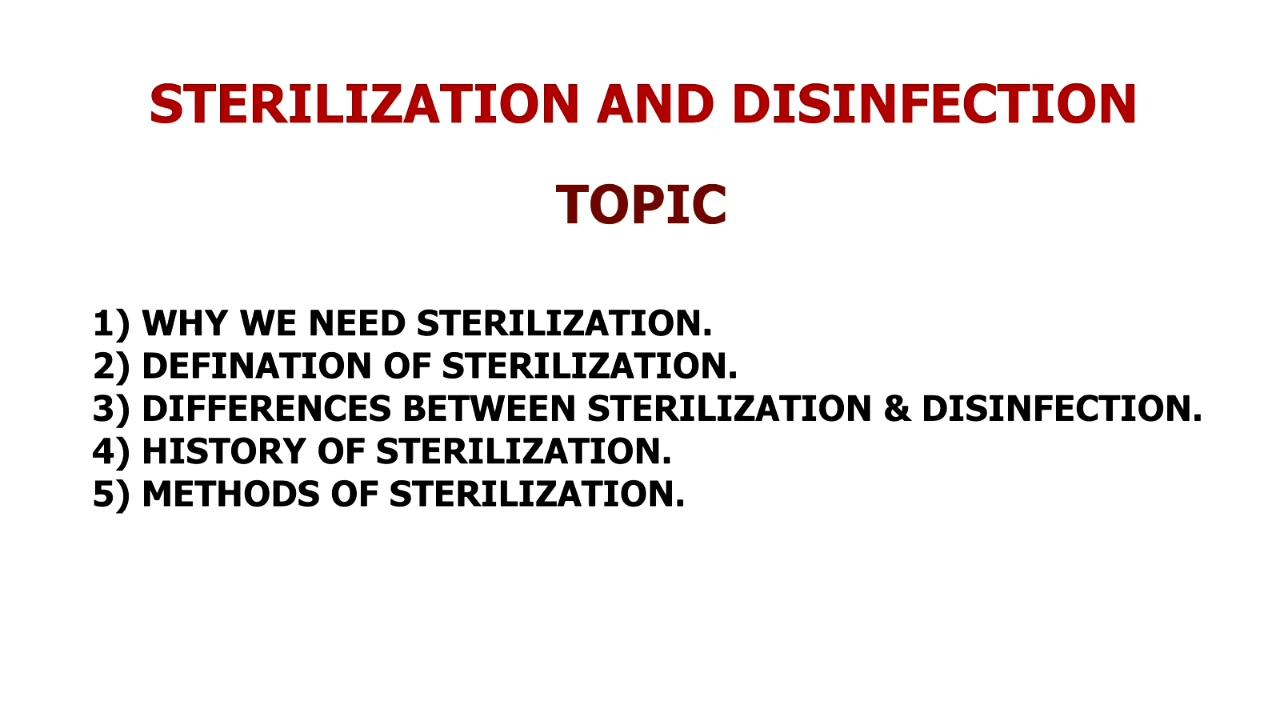 STERILIZATION AND DISINFECTION
TOPIC
1) WHY WE NEED STERILIZATION.
2) DEFINATION OF STERILIZATION.
3) DIFFERENCES BETWEEN STERILIZATION & DISINFECTION.
4) HISTORY OF STERILIZATION.
5) METHODS OF STERILIZATION.